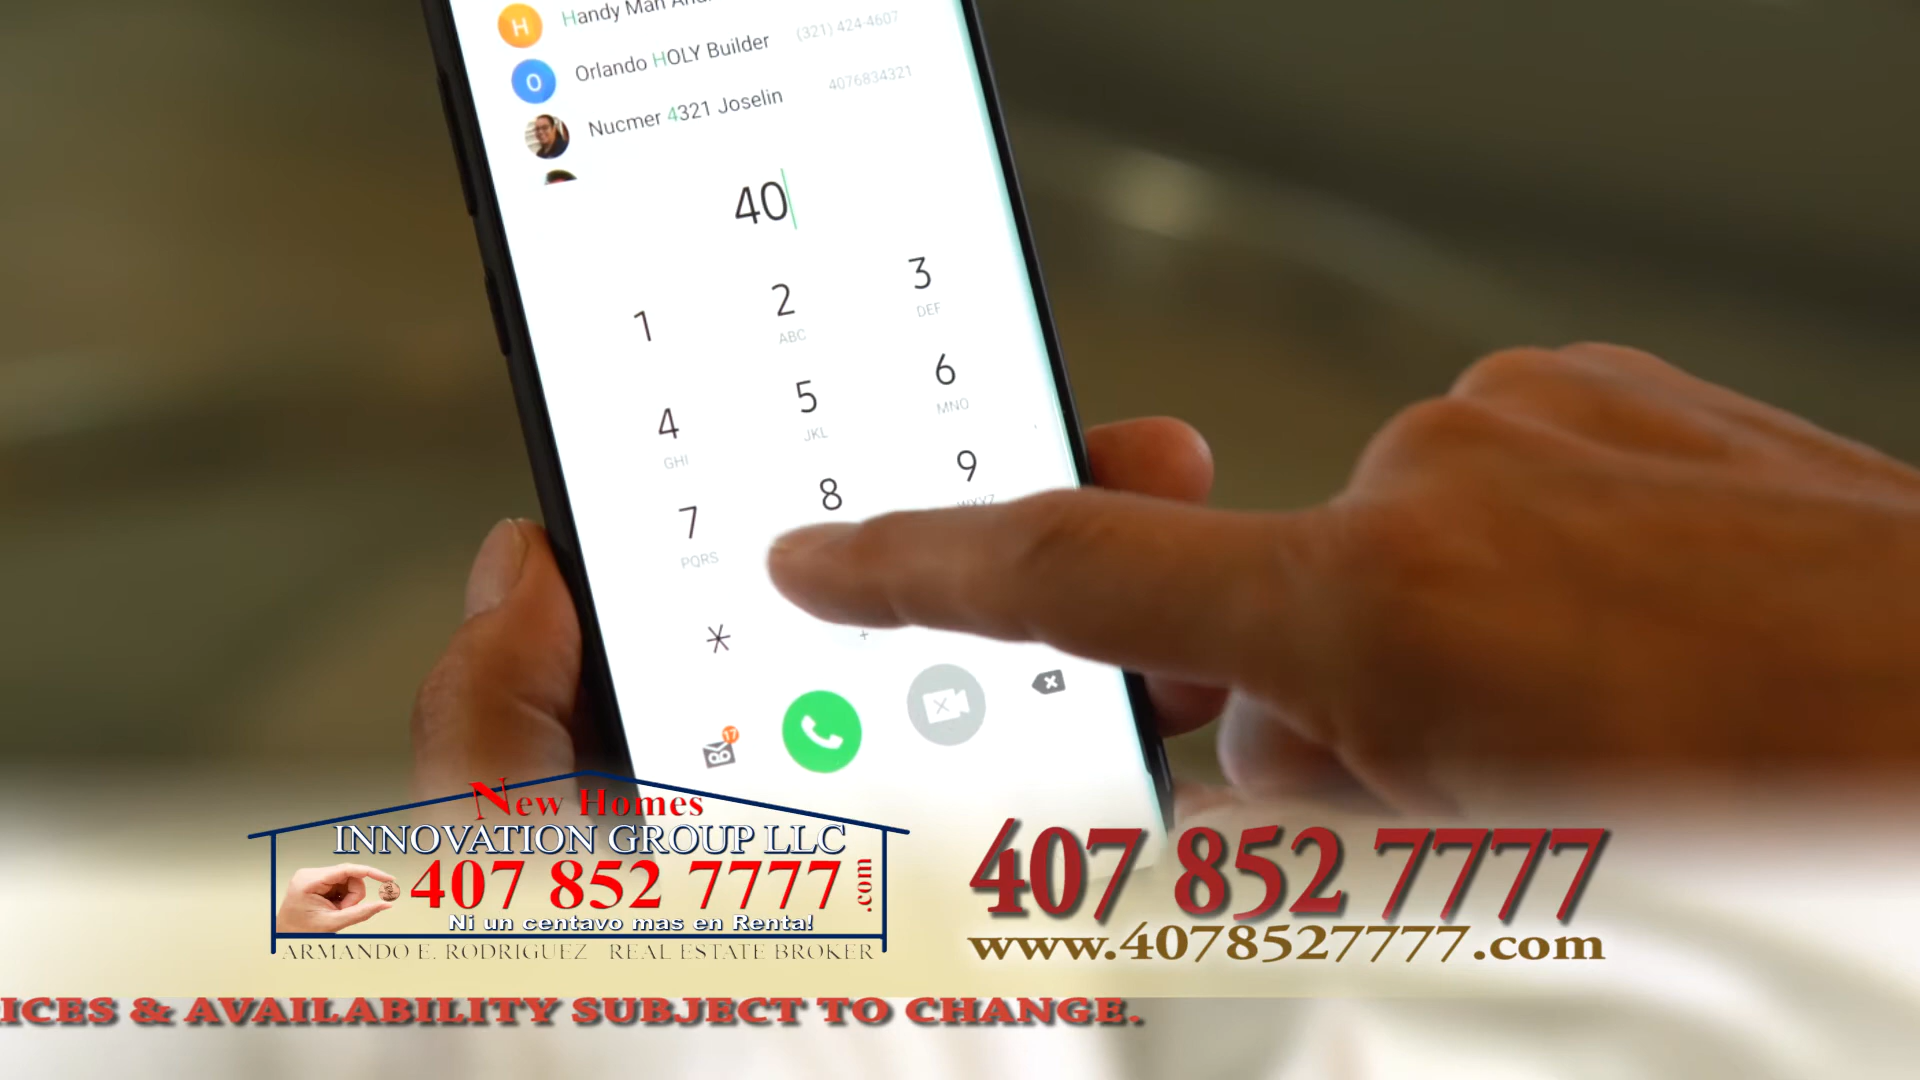 H Handy Man
O Orlando HOLY Builder (321) 424-4607
Nucmer 4321 Joselin 4076834321
40
1
2 ABC
3 DEF
4 GHI
5 JKL
6 MNO
7 PQRS
8
9 WXYZ
*
+
17
New Homes
INNOVATION GROUP LLC
407 852 7777 .com
Ni un centavo mas en Renta!
ARMANDO E. RODRIGUEZ REAL ESTATE BROKER
407 852 7777
www.4078527777.com
ICES & AVAILABILITY SUBJECT TO CHANGE.